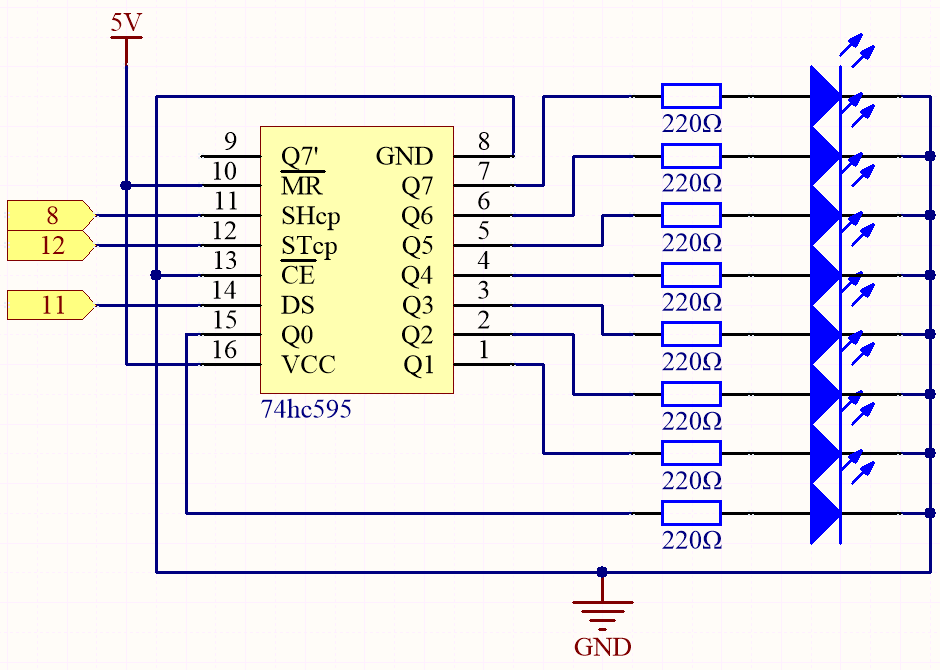 5V
9 Q7' GND 8
10 MR Q7 7
8 11 SHcp Q6 6
12 12 STcp Q5 5
13 CE Q4 4
11 14 DS Q3 3
15 Q0 Q2 2
16 VCC Q1 1
74hc595
220Ω
220Ω
220Ω
220Ω
220Ω
220Ω
220Ω
220Ω
GND